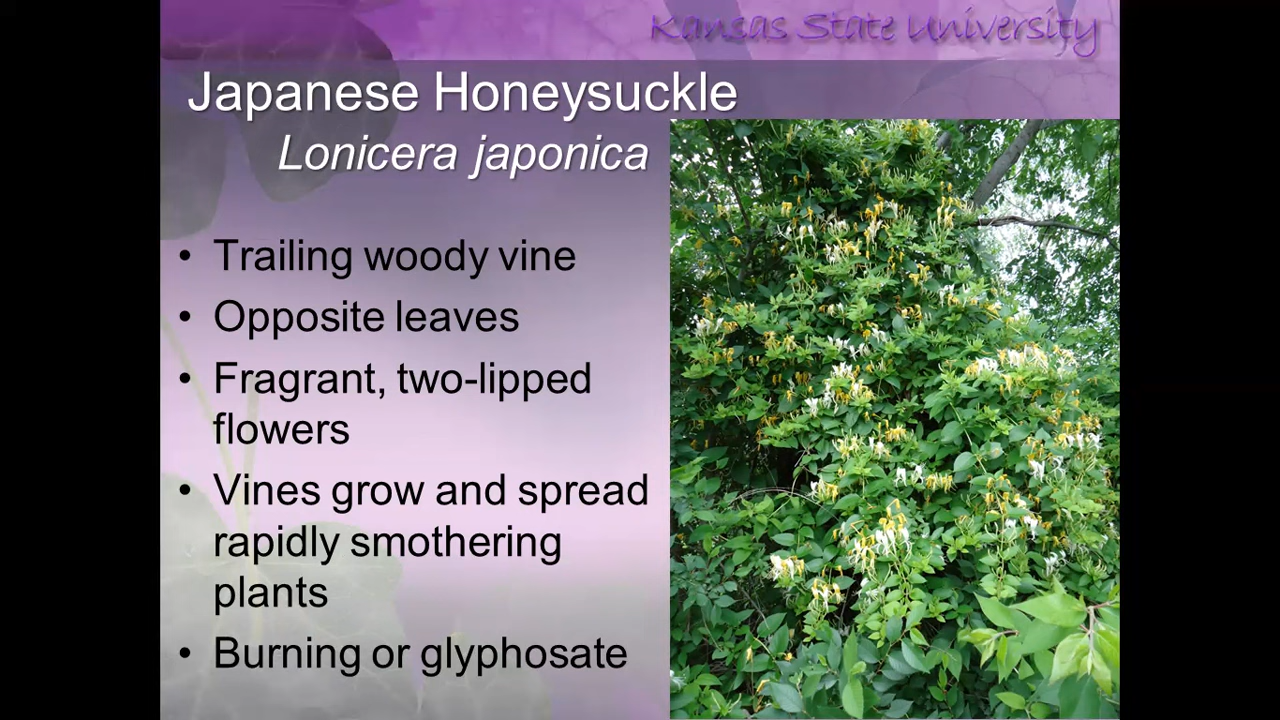 Kansas State University
Japanese Honeysuckle
Lonicera japonica
• Trailing woody vine
• Opposite leaves
• Fragrant, two-lipped
flowers
• Vines grow and spread
rapidly smothering
plants
• Burning or glyphosate